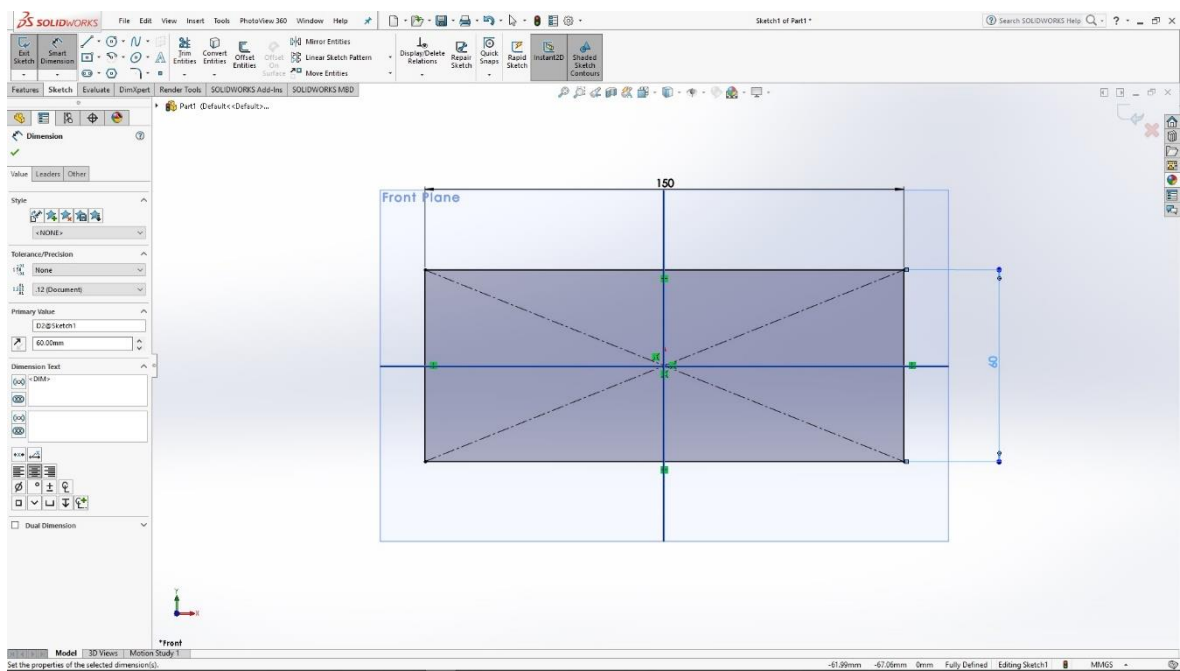 SOLIDWORKS File Edit View Insert Tools PhotoView 360 Window Help Sketch1 of Part1 * Search SOLIDWORKS Help
Exit Sketch Smart Dimension Trim Entities Convert Entities Offset Entities Offset On Surface Mirror Entities Linear Sketch Pattern Move Entities Display/Delete Relations Repair Sketch Quick Snaps Rapid Sketch Instant2D Shaded Sketch Contours
Features Sketch Evaluate DimXpert Render Tools SOLIDWORKS Add-Ins SOLIDWORKS MBD
Part1 (Default<<Default>...
Dimension
Value Leaders Other
Style
<NONE>
Tolerance/Precision
None
.12 (Document)
Primary Value
D2@Sketch1
60.00mm
Dimension Text
<DIM>
Dual Dimension
150
Front Plane
60
Y
X
*Front
Model 3D Views Motion Study 1
Set the properties of the selected dimension(s). -61.99mm -67.06mm 0mm Fully Defined Editing Sketch1 MMGS